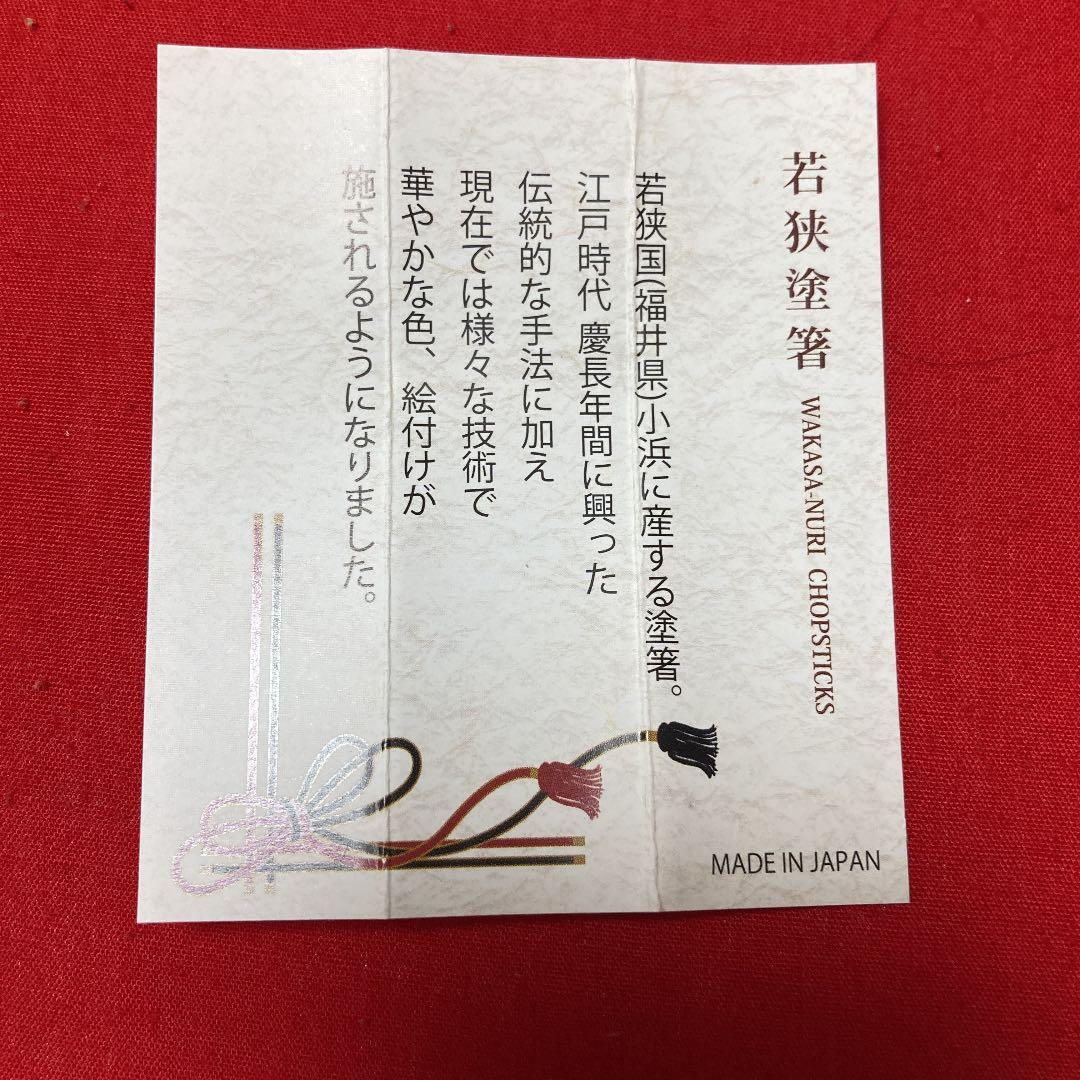 若狭塗箸 WAKASA-NURI CHOPSTICKS
若狭国(福井県)小浜に産する塗箸。
江戸時代 慶長年間に興った
伝統的な手法に加え
現在では様々な技術で
華やかな色、絵付けが
施されるようになりました。
MADE IN JAPAN